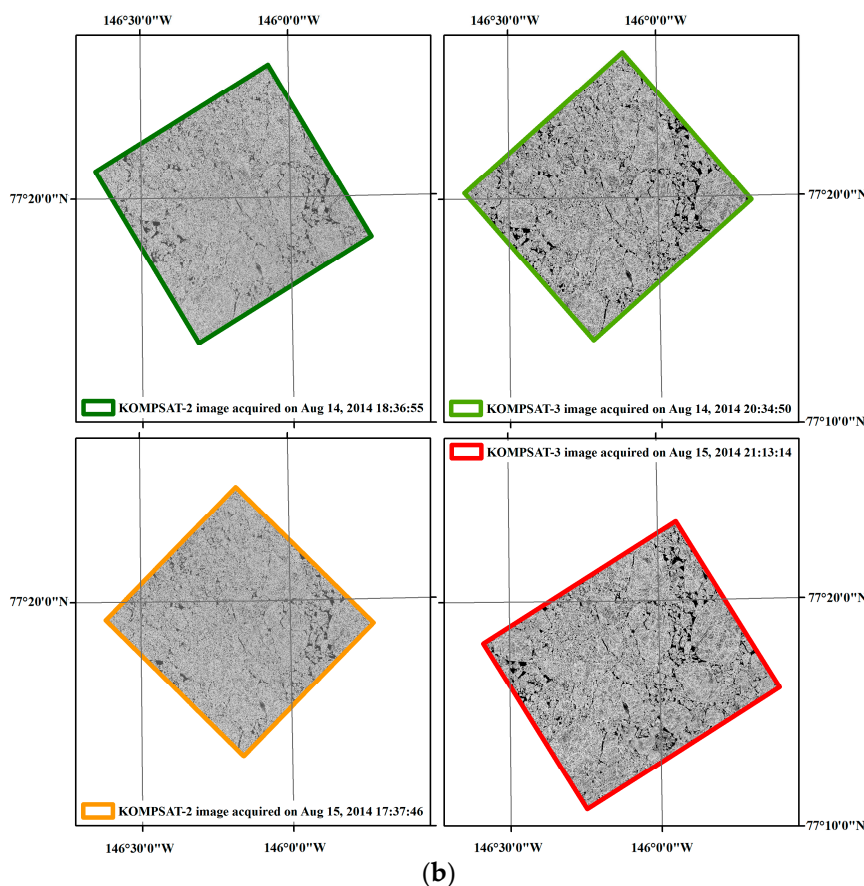 146°30'0"W 146°0'0"W 146°30'0"W 146°0'0"W
77°20'0"N 77°20'0"N
KOMPSAT-2 image acquired on Aug 14, 2014 18:36:55
KOMPSAT-3 image acquired on Aug 14, 2014 20:34:50
77°10'0"N
KOMPSAT-3 image acquired on Aug 15, 2014 21:13:14
77°20'0"N 77°20'0"N
KOMPSAT-2 image acquired on Aug 15, 2014 17:37:46
77°10'0"N
146°30'0"W 146°0'0"W 146°30'0"W 146°0'0"W
(b)